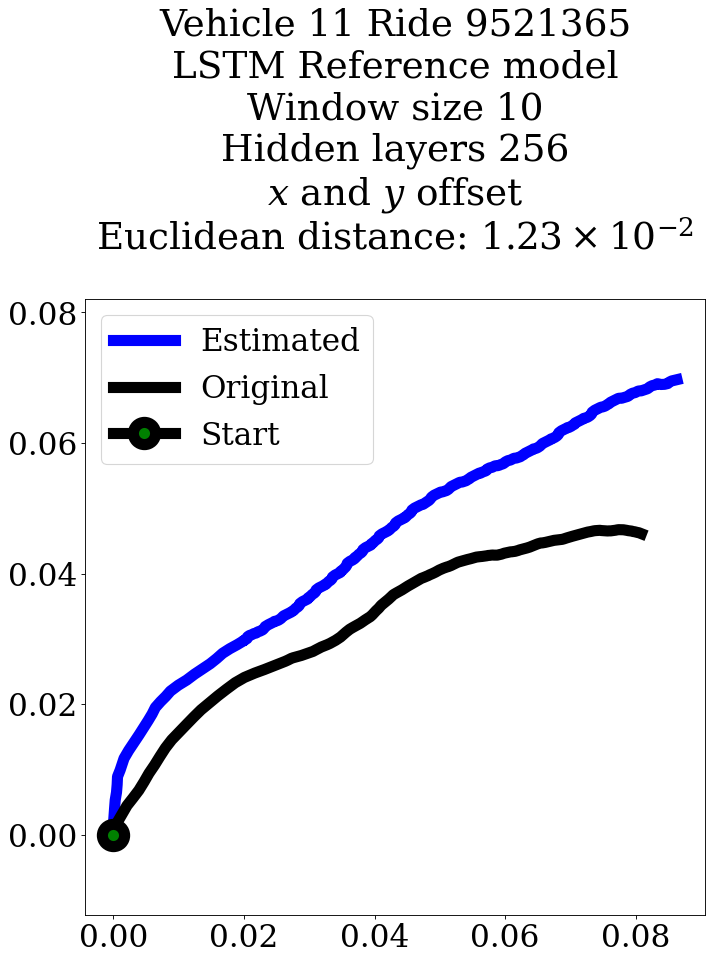 Vehicle 11 Ride 9521365
LSTM Reference model
Window size 10
Hidden layers 256
x and y offset
Euclidean distance: 1.23 × 10⁻²
0.08
0.06
0.04
0.02
0.00
Estimated
Original
Start
0.00 0.02 0.04 0.06 0.08